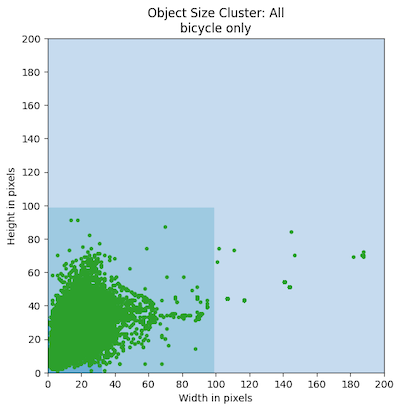 Object Size Cluster: All
bicycle only
Height in pixels
200
180
160
140
120
100
80
60
40
20
0
0 20 40 60 80 100 120 140 160 180 200
Width in pixels